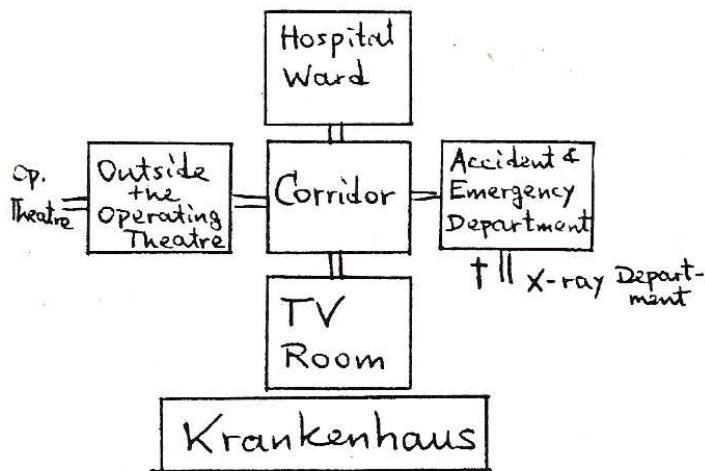 Hospital
Ward
Op.
Theatre
Outside
the
Operating
Theatre
Corridor
Accident &
Emergency
Department
† X-ray Depart-
ment
TV
Room
Krankenhaus